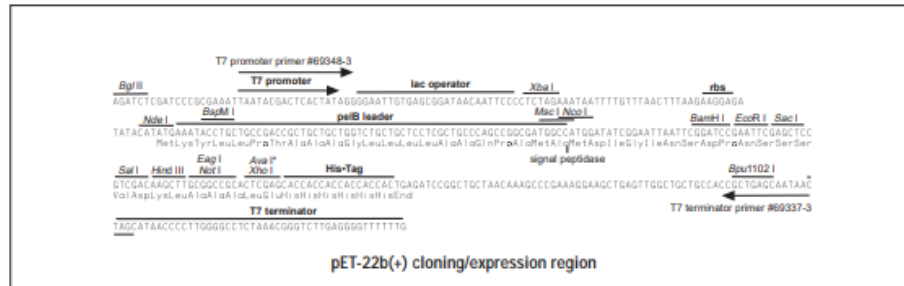 T7 promoter primer #69348-3
Bgl II T7 promoter lac operator Xba I rbs
AGATCTCGATCCCGCGAAATTAATACGACTCACTATAGGGGAATTGTGAGCGGATAACAATTCCCCTCTAGAAATAATTTTGTTTAACTTTAAGAAGGAGA
Nde I BspM I pelB leader Msc I Nco I BamH I EcoR I Sac I
TATACATATGAAATACCTGCTGCCGACCGCTGCTGCTGGTCTGCTGCTCCTCGCTGCCCAGCCGGCGATGGCCATGGATATCGGAATTAATTCGGATCCGAATTCGAGCTCC
MetLysTyrLeuLeuProThrAlaAlaAlaGlyLeuLeuLeuLeuAlaAlaGlnProAlaMetAlaMetAspIleGlyIleAsnSerAspProAsnSerSerSer
signal peptidase
Sal I Hind III Eag I Not I Ava I* Xho I His•Tag Bpu1102 I
GTCGACAAGCTTGCGGCCGCACTCGAGCACCACCACCACCACCACTGAGATCCGGCTGCTAACAAAGCCCGAAAGGAAGCTGAGTTGGCTGCTGCCACCGCTGAGCAATAAC
ValAspLysLeuAlaAlaAlaLeuGluHisHisHisHisHisHisEnd
T7 terminator T7 terminator primer #69337-3
TAGCATAACCCCTTGGGGCCTCTAAACGGGTCTTGAGGGGTTTTTTG
pET-22b(+) cloning/expression region